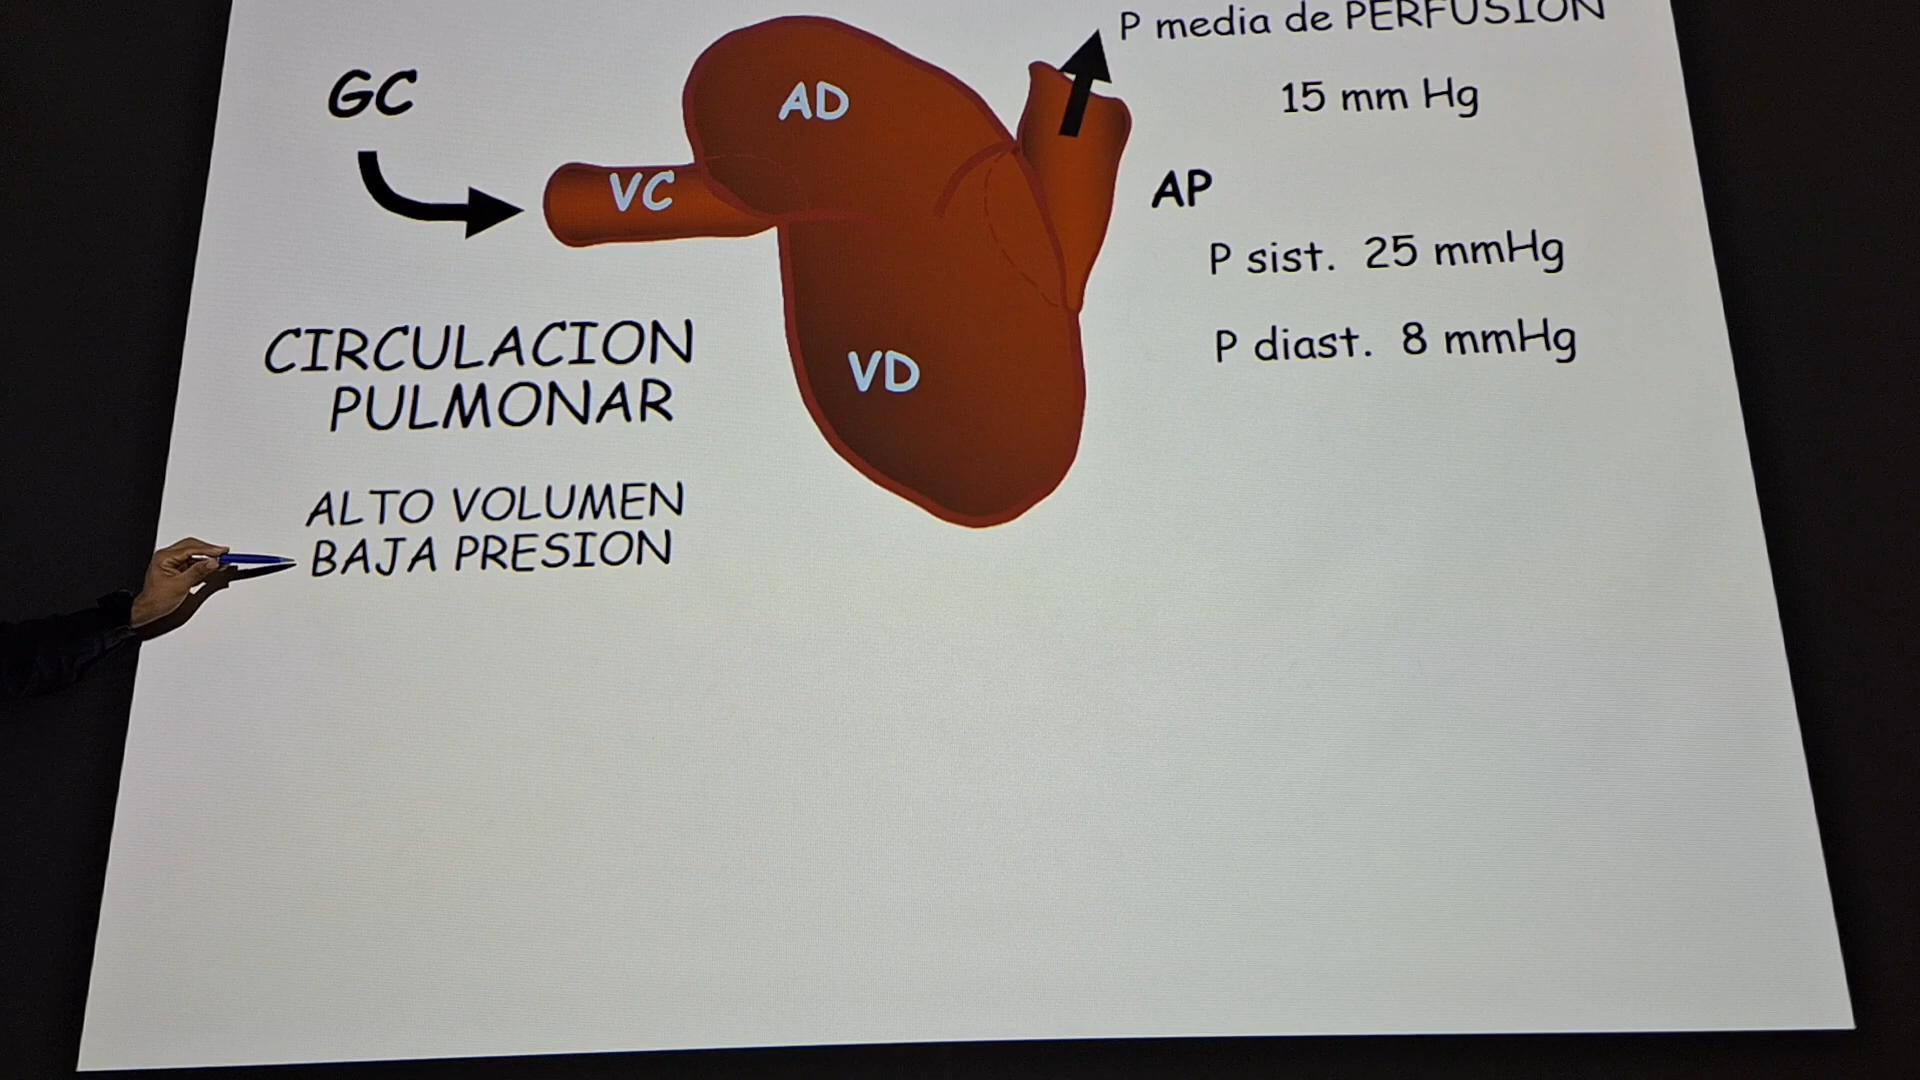 P media de PERFUSION
15 mm Hg
GC
AD
VC
AP
P sist. 25 mmHg
P diast. 8 mmHg
CIRCULACION
PULMONAR
VD
ALTO VOLUMEN
BAJA PRESION